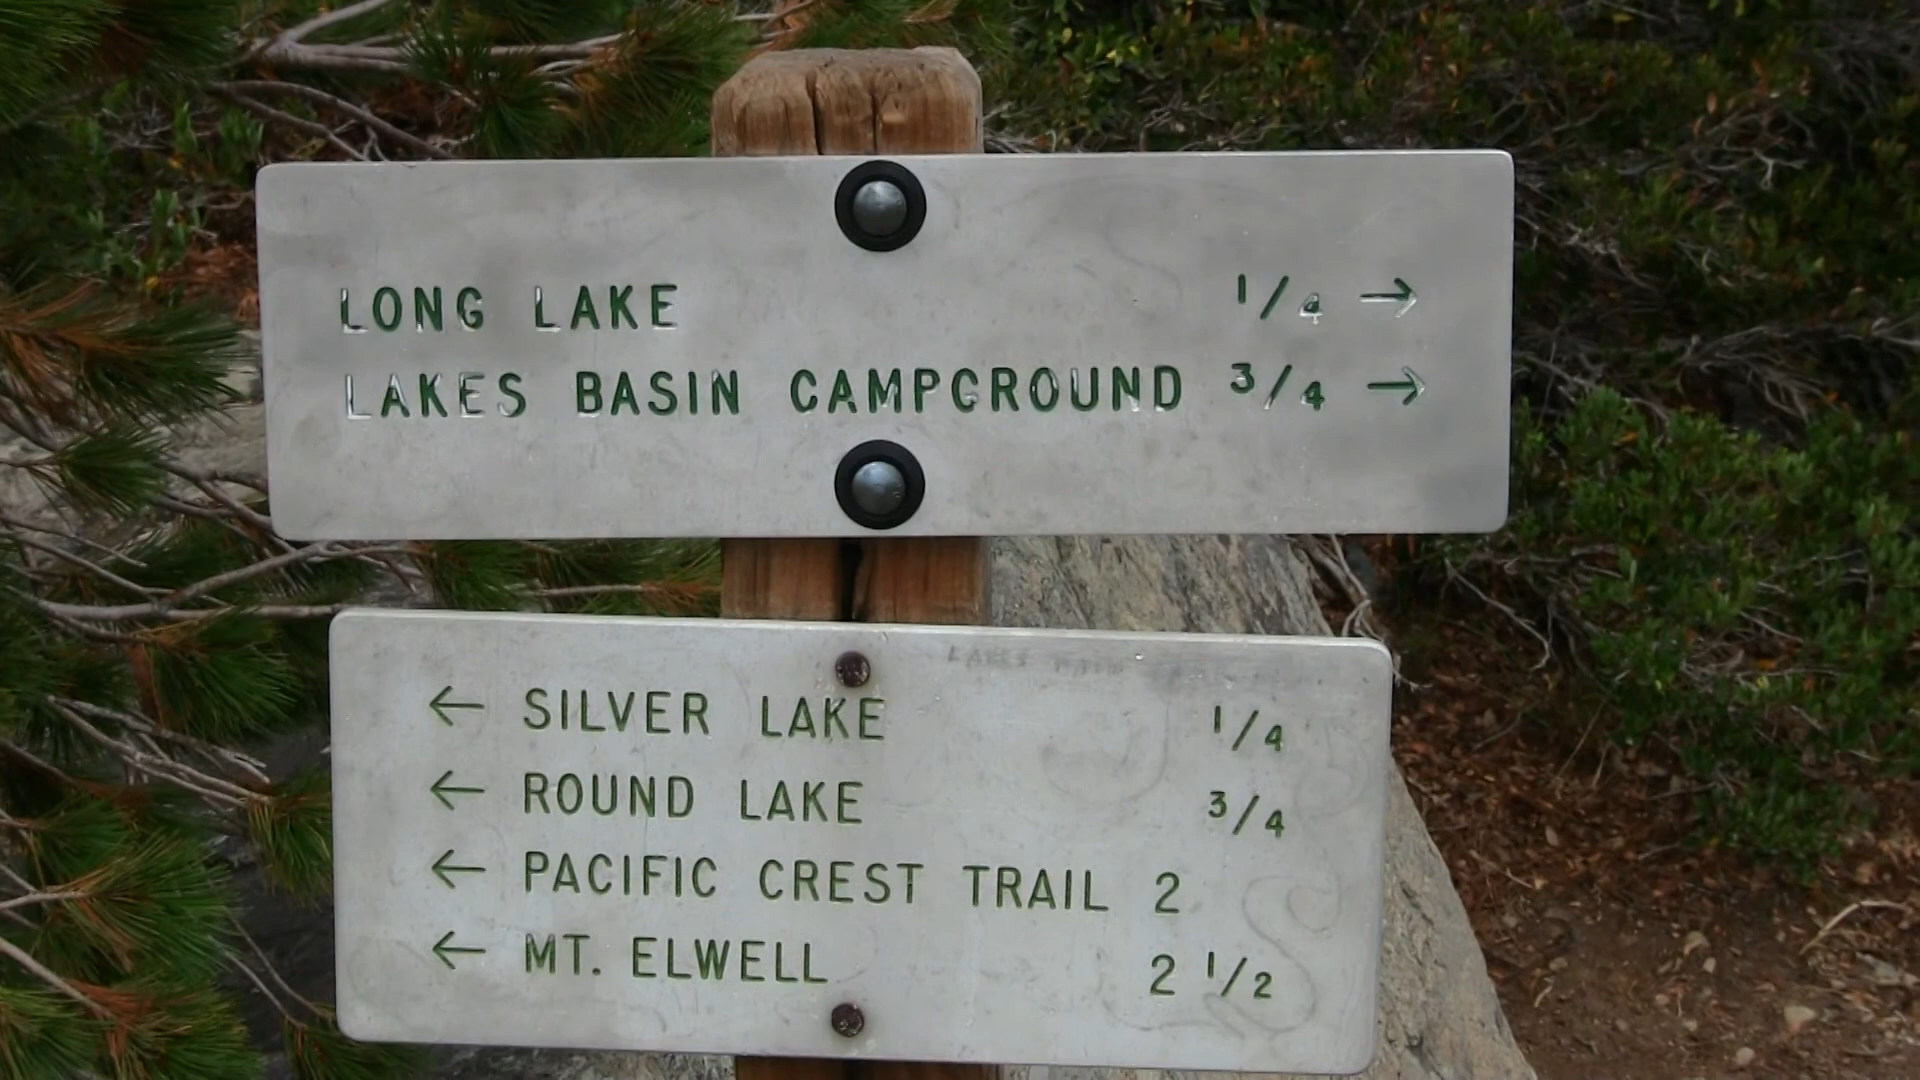 LONG LAKE 1/4 →
LAKES BASIN CAMPGROUND 3/4 →
← SILVER LAKE 1/4
← ROUND LAKE 3/4
← PACIFIC CREST TRAIL 2
← MT. ELWELL 2 1/2